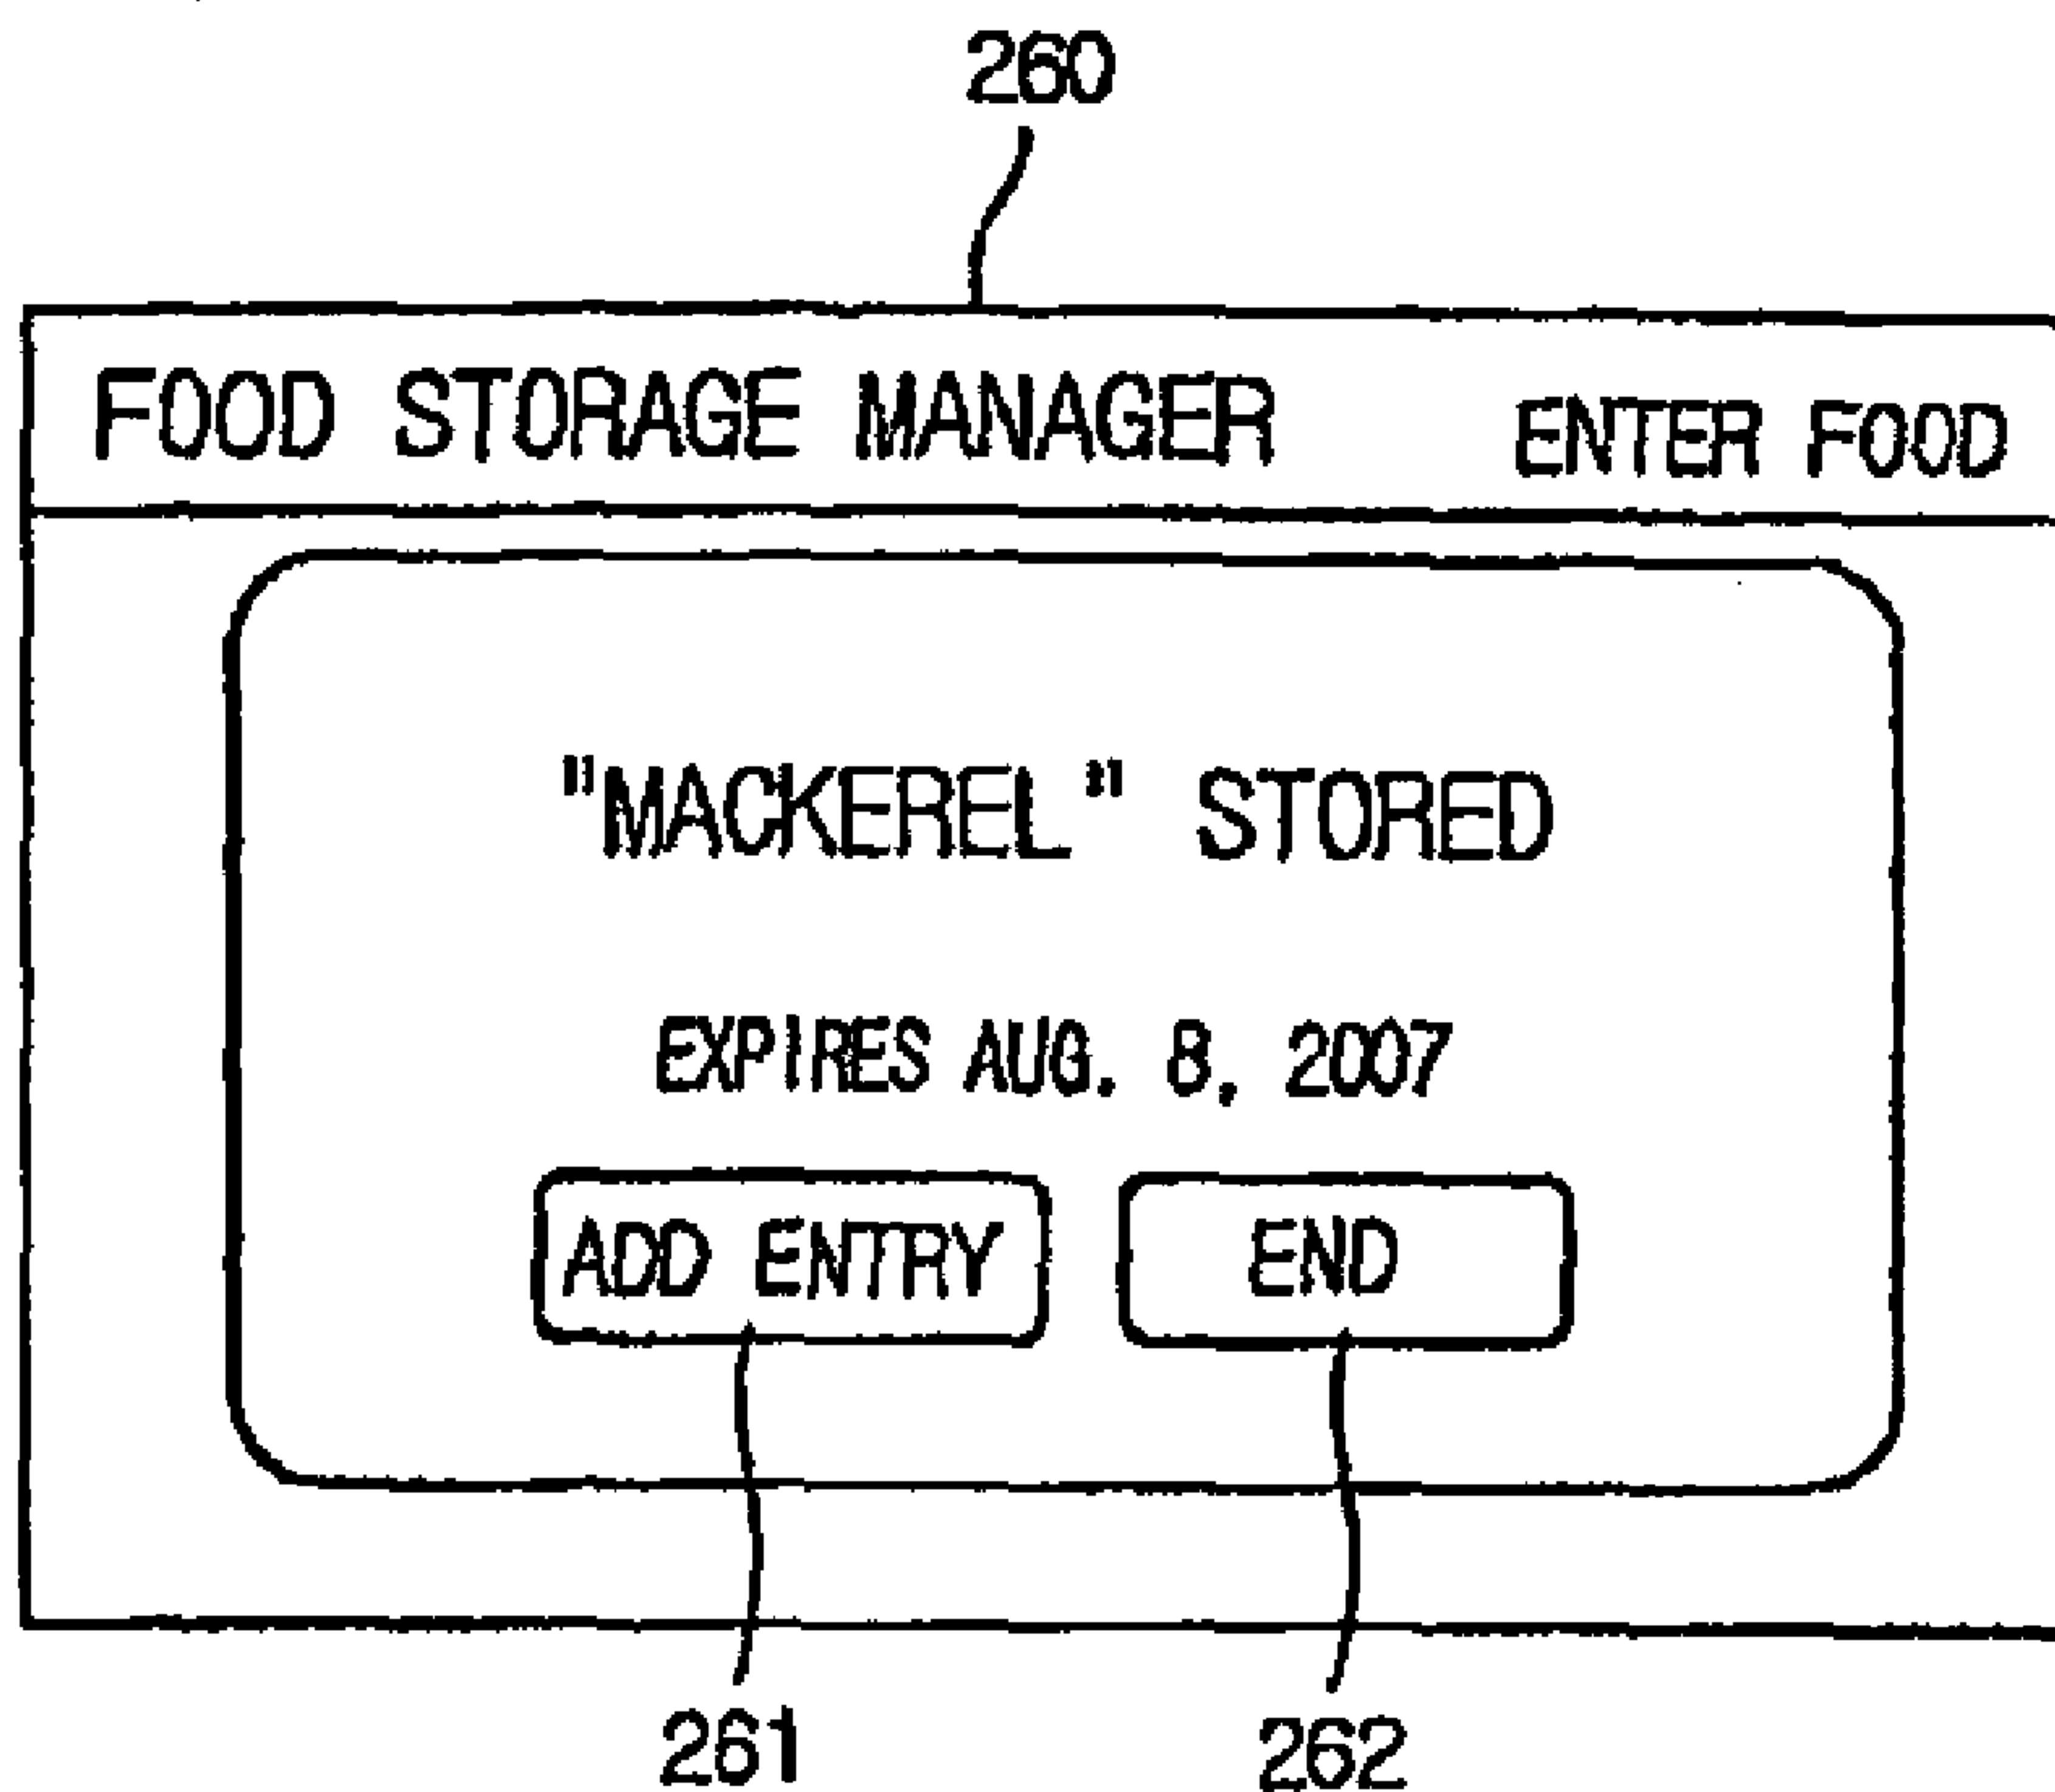 260
FOOD STORAGE MANAGER ENTER FOOD
"MACKEREL" STORED
EXPIRES AUG. 8, 2007
ADD ENTRY END
261 262